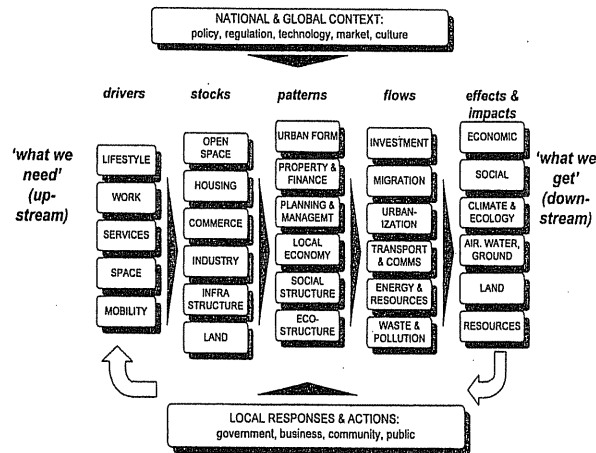 NATIONAL & GLOBAL CONTEXT:
policy, regulation, technology, market, culture
drivers
stocks
patterns
flows
effects &
impacts
'what we
need'
(up-
stream)
LIFESTYLE
WORK
SERVICES
SPACE
MOBILITY
OPEN
SPACE
HOUSING
COMMERCE
INDUSTRY
INFRA
STRUCTURE
LAND
URBAN FORM
PROPERTY &
FINANCE
PLANNING &
MANAGEMT
LOCAL
ECONOMY
SOCIAL
STRUCTURE
ECO-
STRUCTURE
INVESTMENT
MIGRATION
URBAN-
IZATION
TRANSPORT
& COMMS
ENERGY &
RESOURCES
WASTE &
POLLUTION
ECONOMIC
SOCIAL
CLIMATE &
ECOLOGY
AIR. WATER,
GROUND
LAND
RESOURCES
'what we
get'
(down-
stream)
LOCAL RESPONSES & ACTIONS:
government, business, community, public